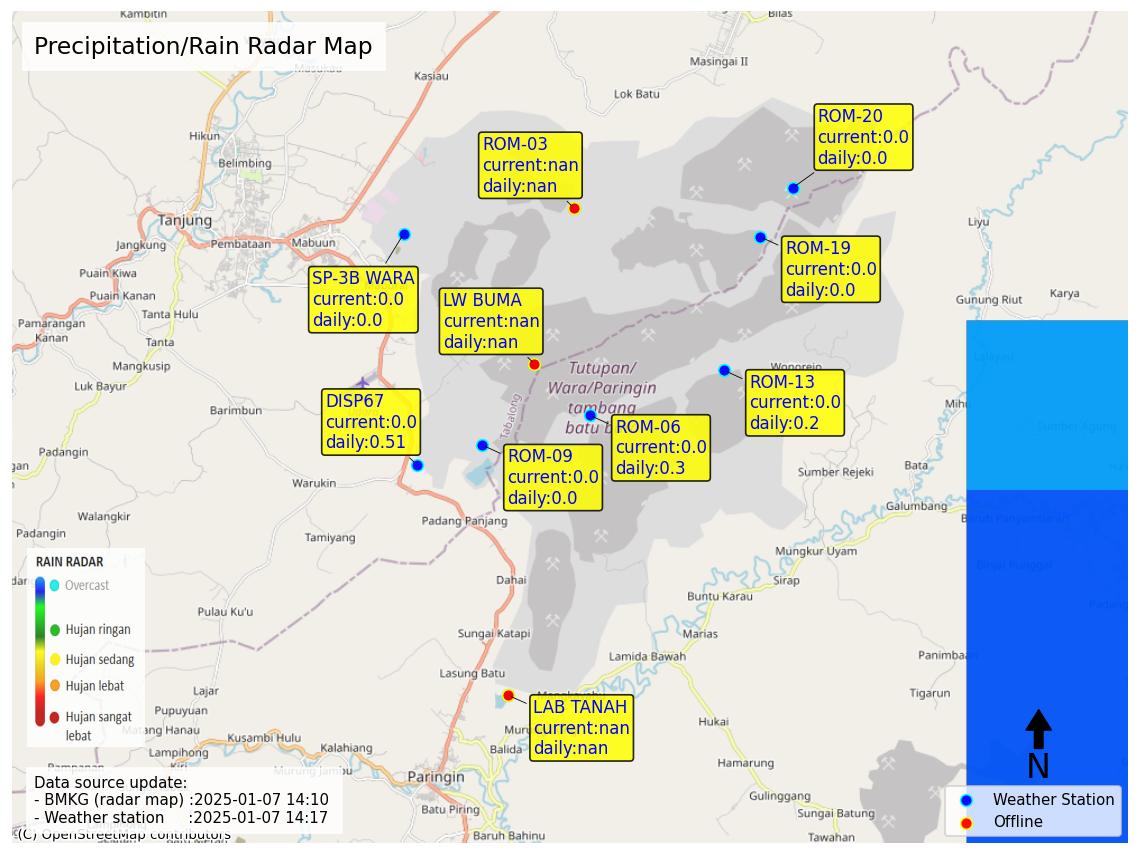 Precipitation/Rain Radar Map
Kambitin
Bilas
Kasiau
Masingai II
Lok Batu
Hikun
Belimbing
ROM-20
current:0.0
daily:0.0
ROM-03
current:nan
daily:nan
Tanjung
Jangkung
Pembataan
Mabuun
Liyu
ROM-19
current:0.0
daily:0.0
SP-3B WARA
current:0.0
daily:0.0
Puain Kiwa
Puain Kanan
Tanta Hulu
LW BUMA
current:nan
daily:nan
Gunung Riut
Karya
Pamarangan
Kanan
Tanta
Mangkusip
Luk Bayur
Wonorejo
Lalayau
Tutupan/
Wara/Paringin
tambang
batu b
ROM-13
current:0.0
daily:0.2
DISP67
current:0.0
daily:0.51
Barimbun
Tabalong
ROM-06
current:0.0
daily:0.3
Sumber Agung
ROM-09
current:0.0
daily:0.0
Sumber Rejeki
Bata
Warukin
Galumbang
Walangkir
Padang Panjang
Padangin
Tamiyang
Mungkur Uyam
RAIN RADAR
Overcast
Hujan ringan
Hujan sedang
Hujan lebat
Hujan sangat
lebat
Dahai
Sirap
Buntu Karau
Pulau Ku'u
Sungai Katapi
Marias
Lamida Bawah
Lasung Batu
Lajar
Tigarun
Pupuyuan
LAB TANAH
current:nan
daily:nan
Hukai
Matang Hanau
Kusambi Hulu
Kalahiang
Lampihong
Balida
Hamarung
Murung Jambu
Paringin
Gulinggang
Batu Piring
Sungai Batung
Baruh Bahinu
Tawahan
N
Weather Station
Offline
Data source update:
- BMKG (radar map) :2025-01-07 14:10
- Weather station :2025-01-07 14:17
(C) OpenStreetMap contributors